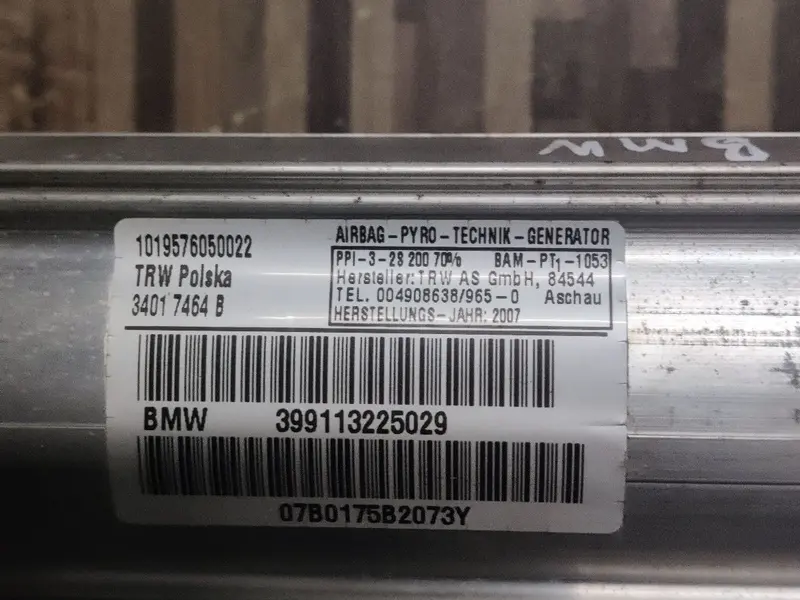 BMW
1019576050022
TRW Polska
3401 7464 B
AIRBAG-PYRO-TECHNIK-GENERATOR
PPI-3-28 200 70% BAM-PT1-1053
Hersteller: TRW AS GmbH, 84544
TEL. 004908638/965-0 Aschau
HERSTELLUNGS-JAHR: 2007
BMW 399113225029
07B0175B2073Y